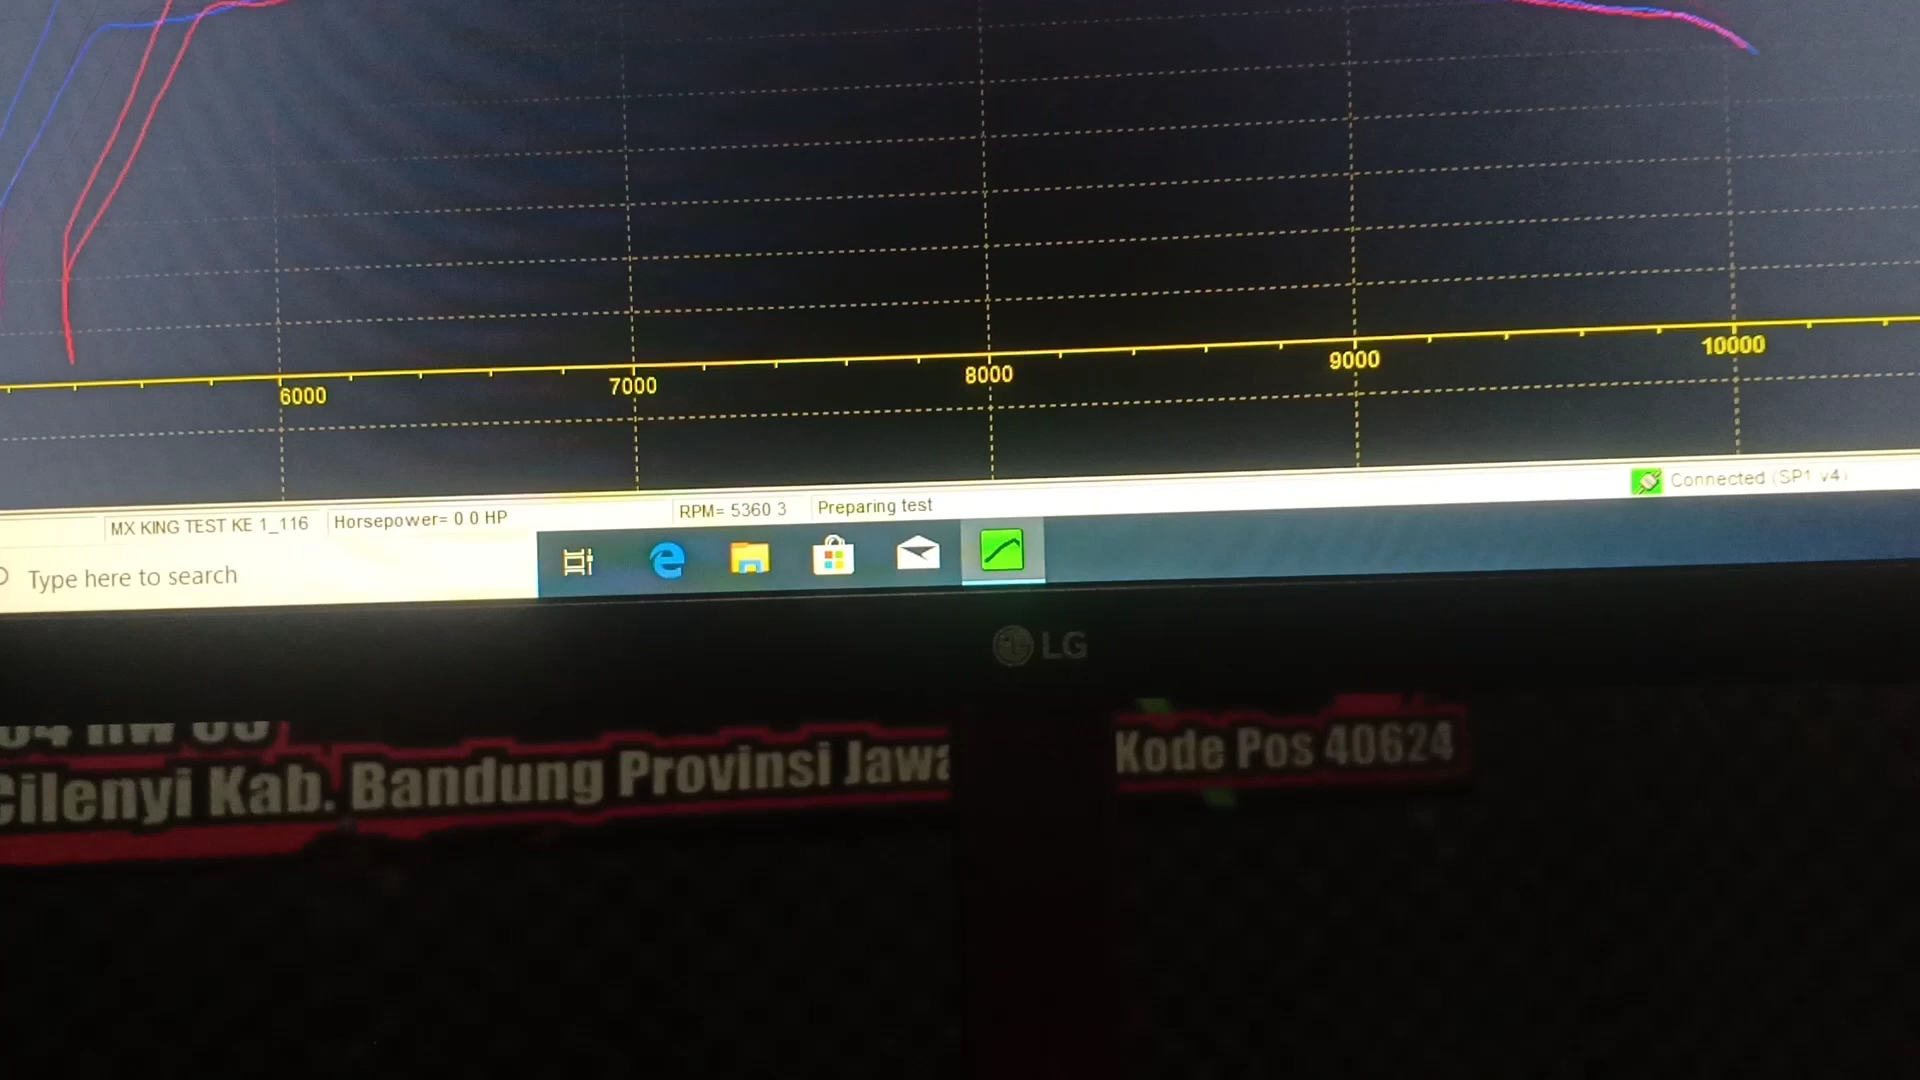 6000 7000 8000 9000 10000
Connected (SP1 v4)
MX KING TEST KE 1_116 Horsepower= 0 0 HP RPM= 5360 3 Preparing test
Type here to search
LG
Cilenyi Kab. Bandung Provinsi Jawa Kode Pos 40624